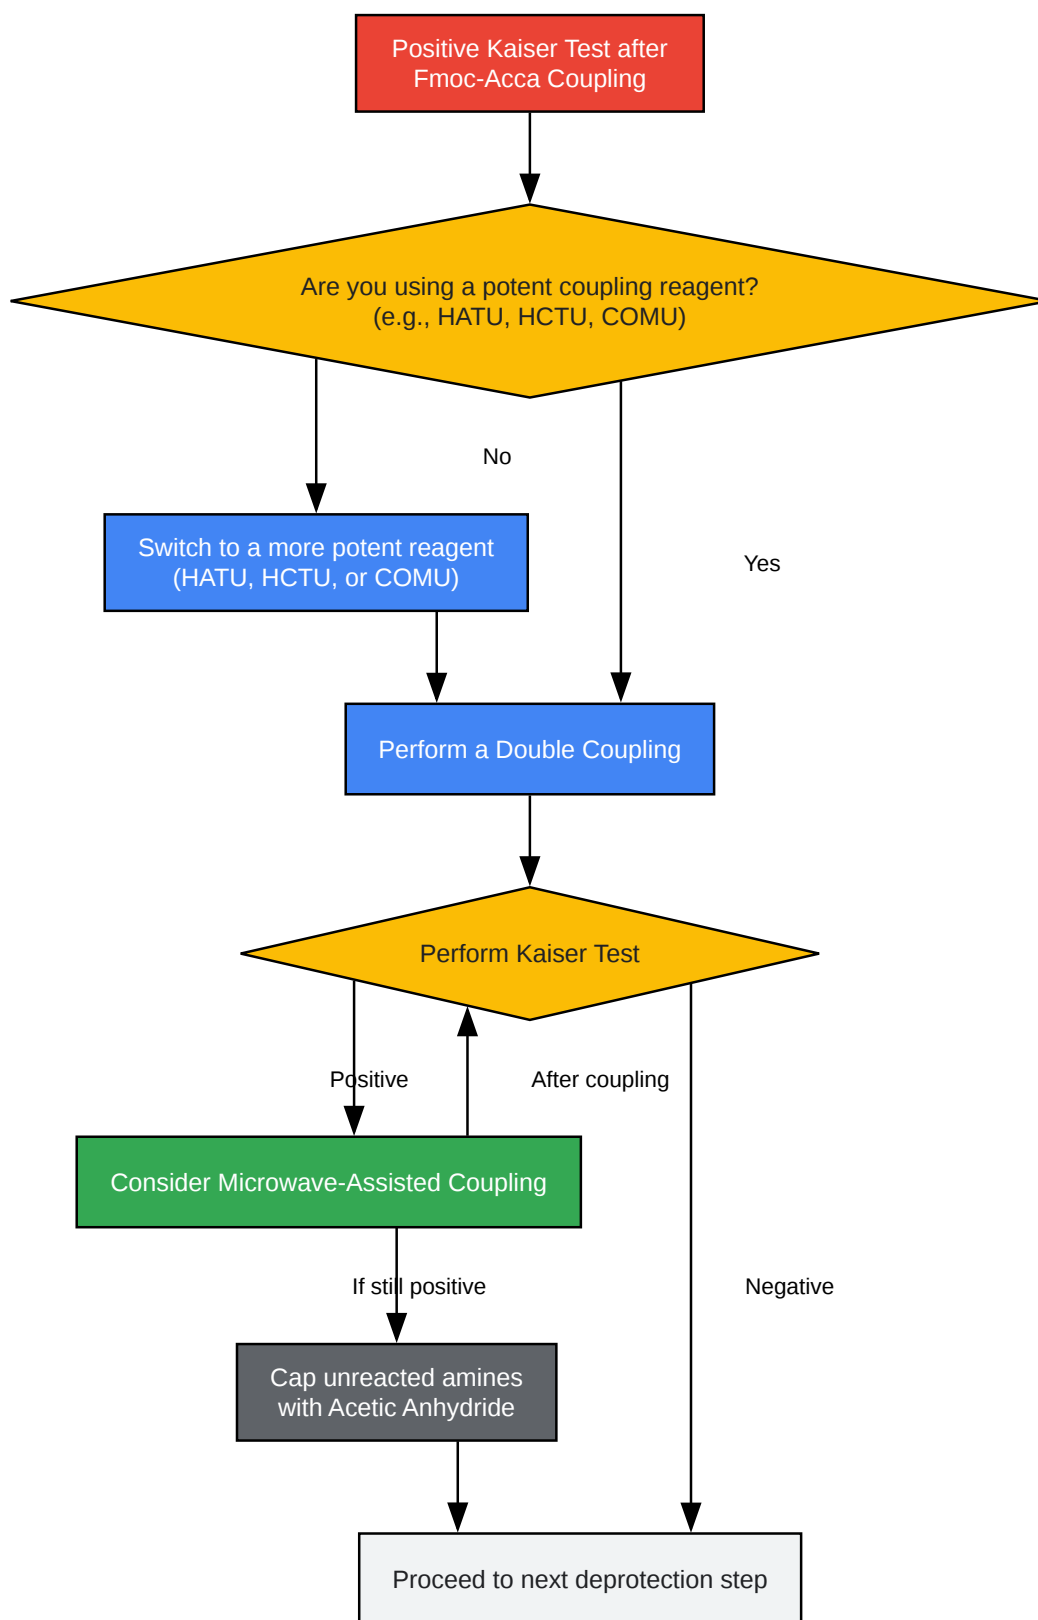 Positive Kaiser Test after
Fmoc-Acca Coupling
Are you using a potent coupling reagent?
(e.g., HATU, HCTU, COMU)
No
Switch to a more potent reagent
(HATU, HCTU, or COMU)
Yes
Perform a Double Coupling
Perform Kaiser Test
Positive
After coupling
Consider Microwave-Assisted Coupling
If still positive
Negative
Cap unreacted amines
with Acetic Anhydride
Proceed to next deprotection step